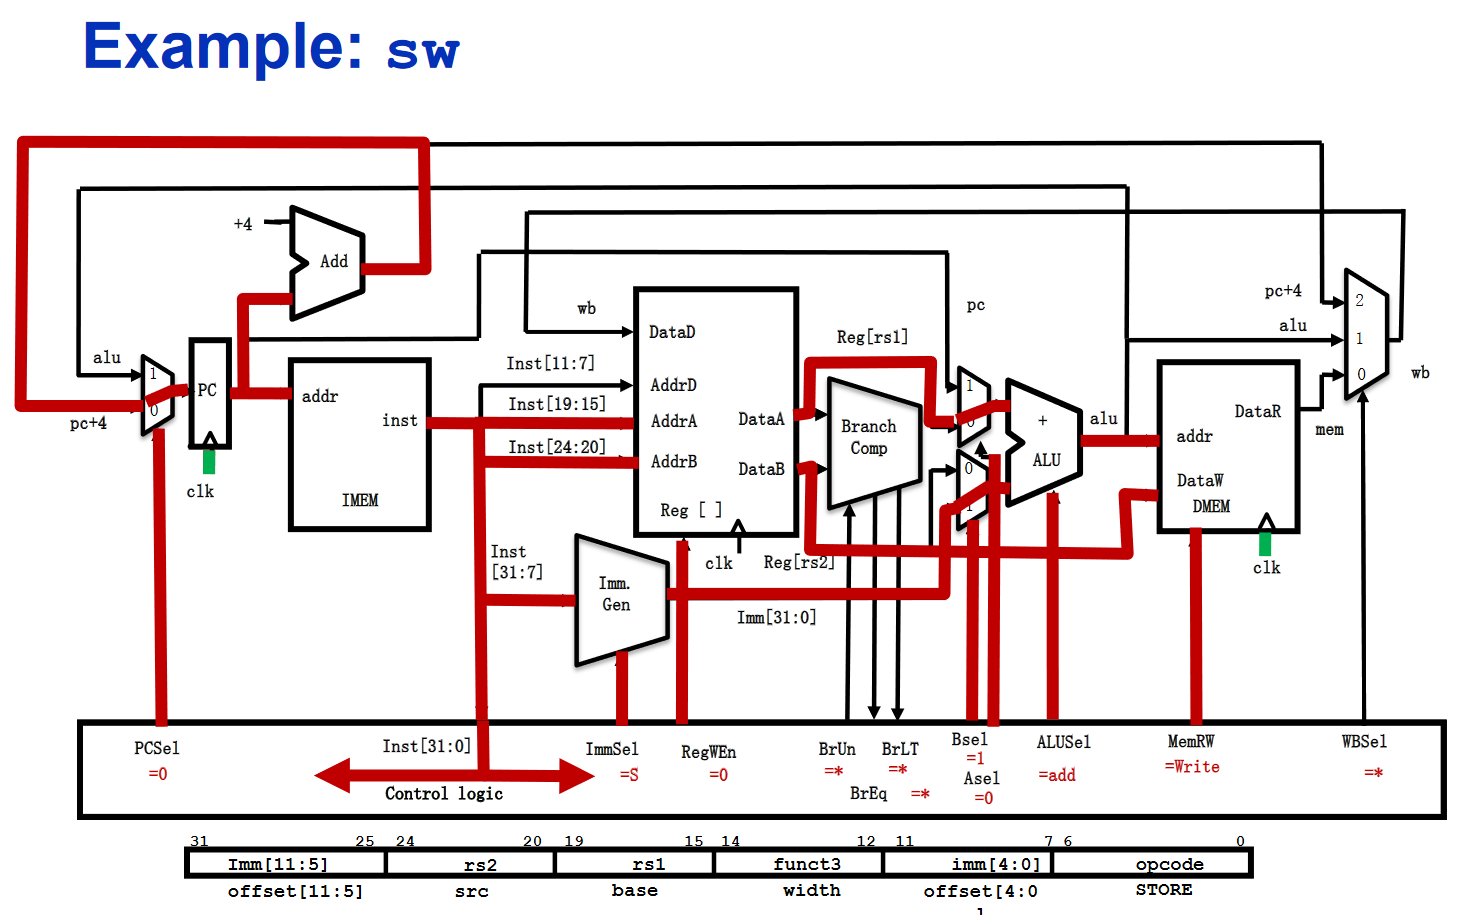 Example: sw
+4
Add
wb
DataD
pc
Reg[rs1]
pc+4
2
alu
1
0
wb
alu
1
0
pc+4
PC
clk
addr
inst
IMEM
Inst[11:7]
AddrD
Inst[19:15]
AddrA
Inst[24:20]
AddrB
DataA
DataB
Reg [ ]
clk
Reg[rs2]
Branch
Comp
1
0
0
1
+
ALU
alu
addr
DataR
DataW
DMEM
mem
clk
Inst
[31:7]
Imm.
Gen
Imm[31:0]
PCSel
=0
Inst[31:0]
Control logic
ImmSel
=S
RegWEn
=0
BrUn
=*
BrLT
=*
BrEq
=*
Bsel
=1
Asel
=0
ALUSel
=add
MemRW
=Write
WBSel
=*
31 25 24 20 19 15 14 12 11 7 6 0
Imm[11:5] rs2 rs1 funct3 imm[4:0] opcode
offset[11:5] src base width offset[4:0 STORE
]